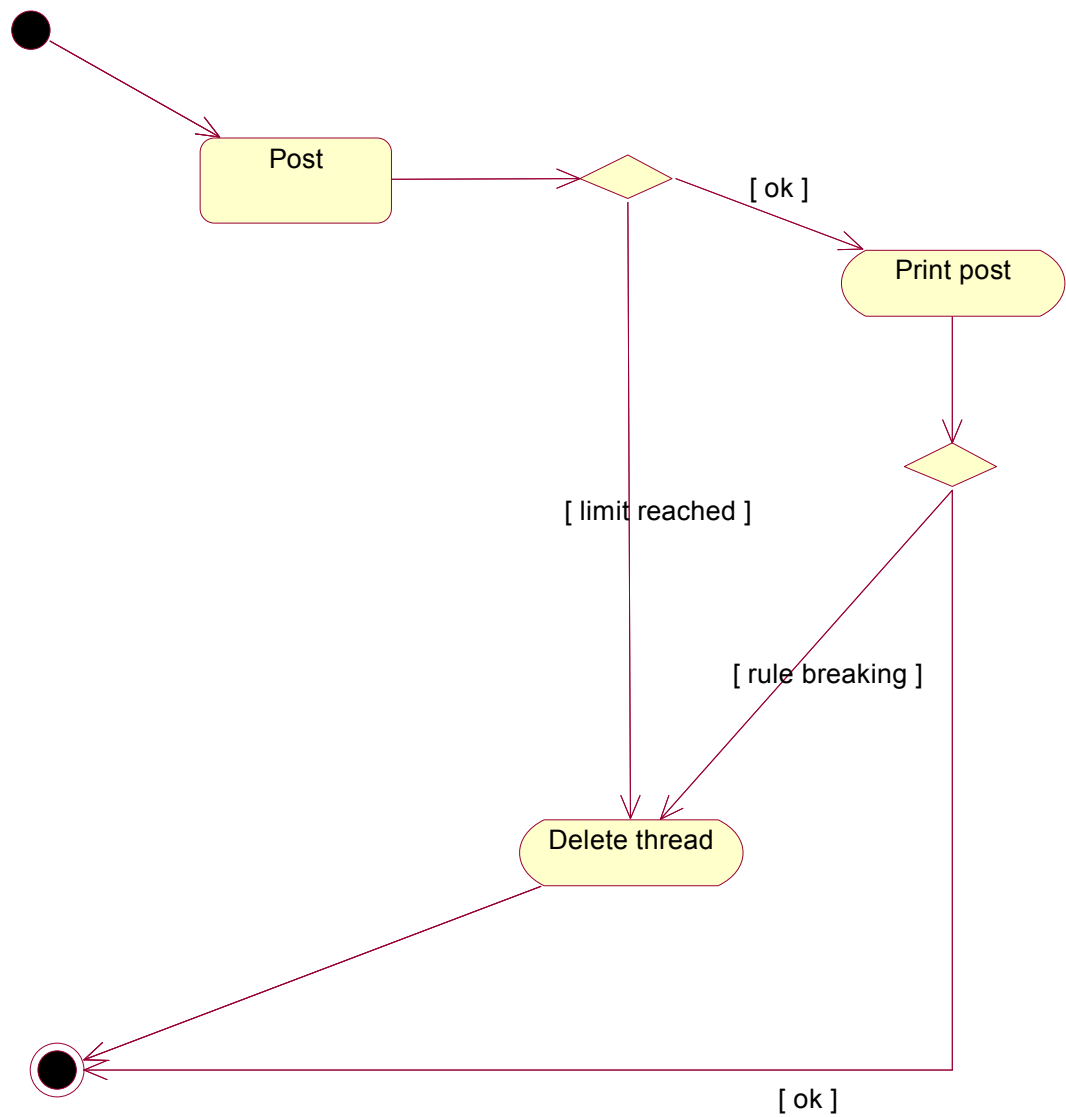 Post
[ ok ]
Print post
[ limit reached ]
[ rule breaking ]
Delete thread
[ ok ]